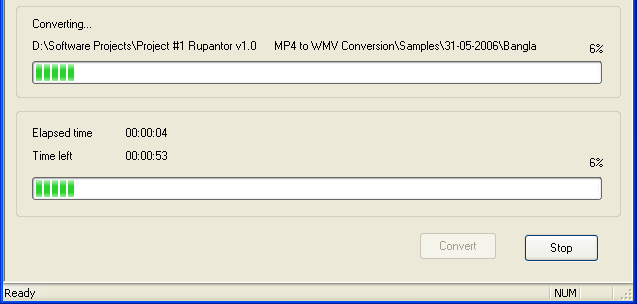 Converting...
D:\Software Projects\Project #1 Rupantor v1.0 MP4 to WMV Conversion\Samples\31-05-2006\Bangla 6%
Elapsed time 00:00:04
Time left 00:00:53
6%
Convert Stop
Ready NUM